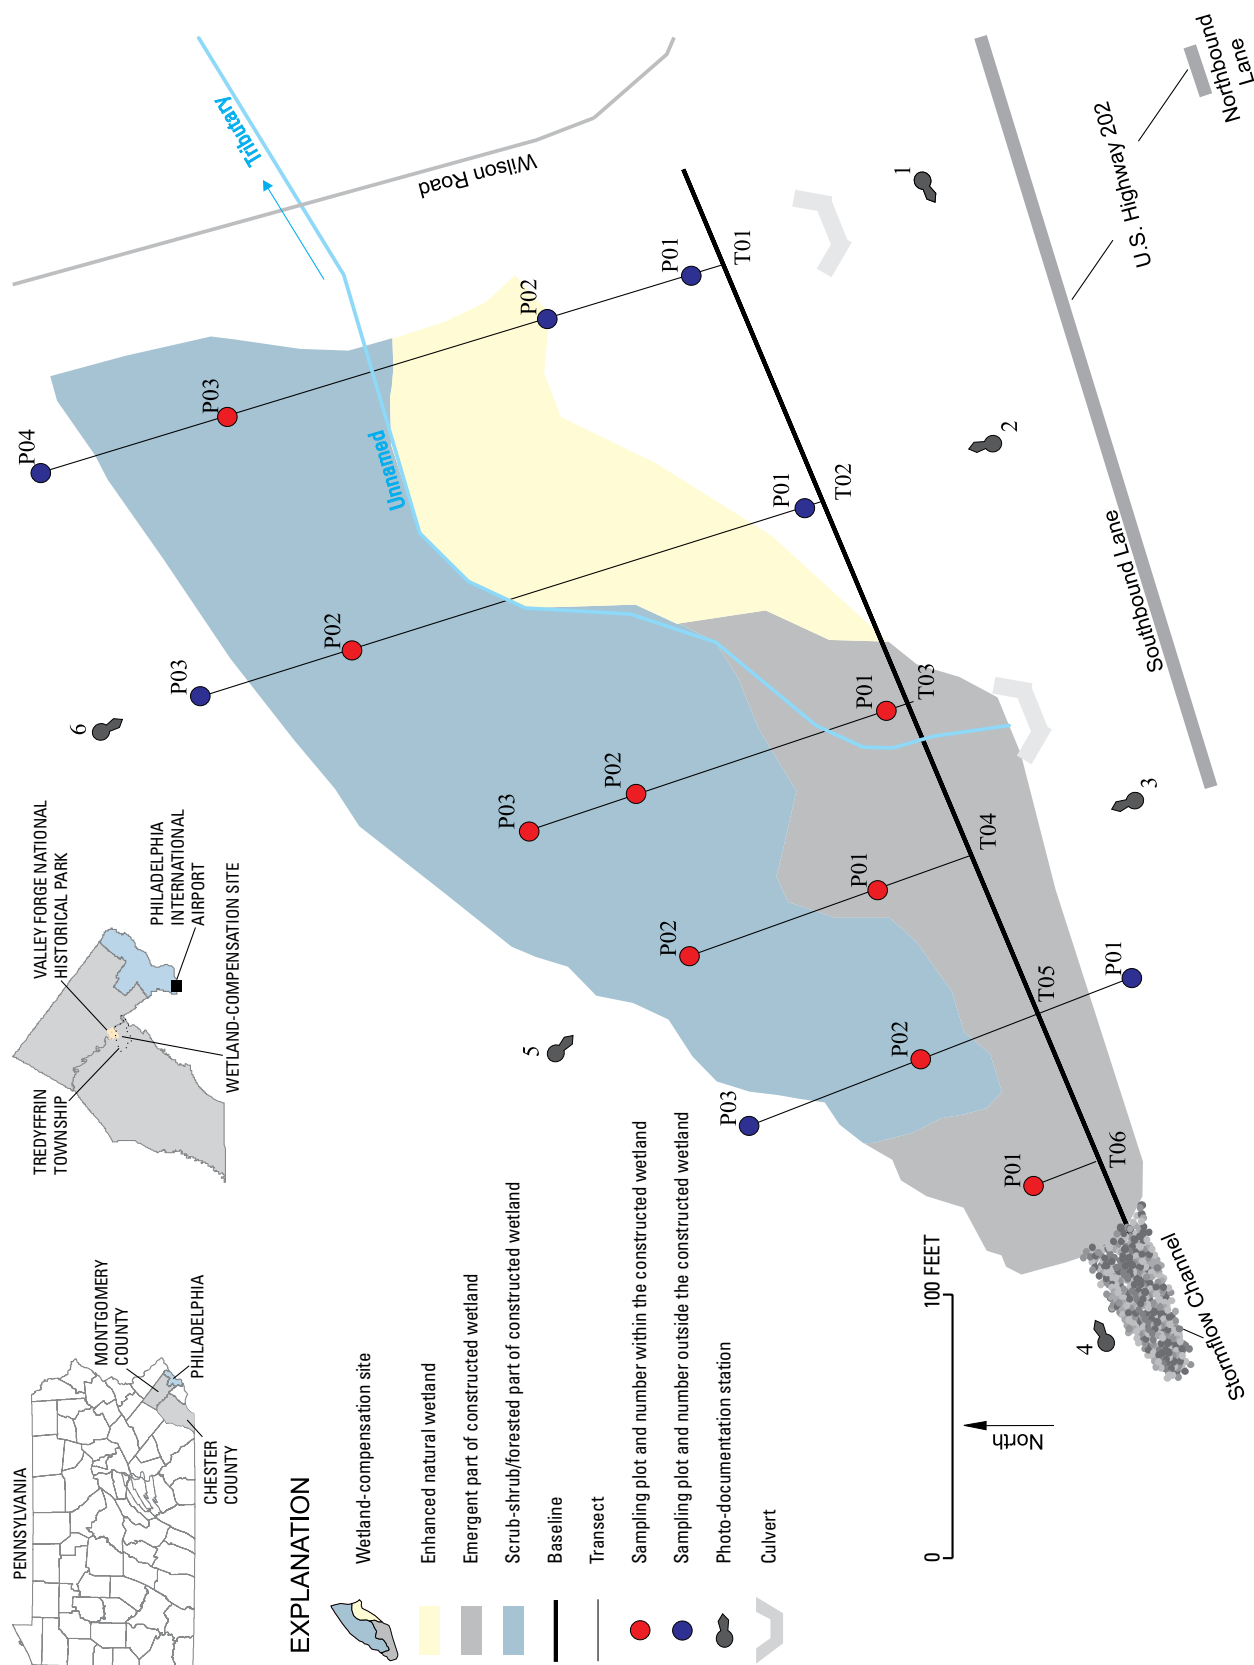 PENNSYLVANIA
MONTGOMERY
COUNTY
PHILADELPHIA
CHESTER
COUNTY
TREDYFFRIN
TOWNSHIP
VALLEY FORGE NATIONAL
HISTORICAL PARK
PHILADELPHIA
INTERNATIONAL
AIRPORT
WETLAND-COMPENSATION SITE
EXPLANATION
Wetland-compensation site
Enhanced natural wetland
Emergent part of constructed wetland
Scrub-shrub/forested part of constructed wetland
Baseline
Transect
Sampling plot and number within the constructed wetland
Sampling plot and number outside the constructed wetland
Photo-documentation station
Culvert
0
100 FEET
North
Stormflow Channel
4
P01
T06
P03
P02
T05
P01
5
P02
P01
T04
3
P03
P02
P01
T03
6
P03
P02
P01
T02
2
P04
P03
P02
P01
T01
1
Unnamed
Tributary
Wilson Road
Southbound Lane
U.S. Highway 202
Northbound
Lane